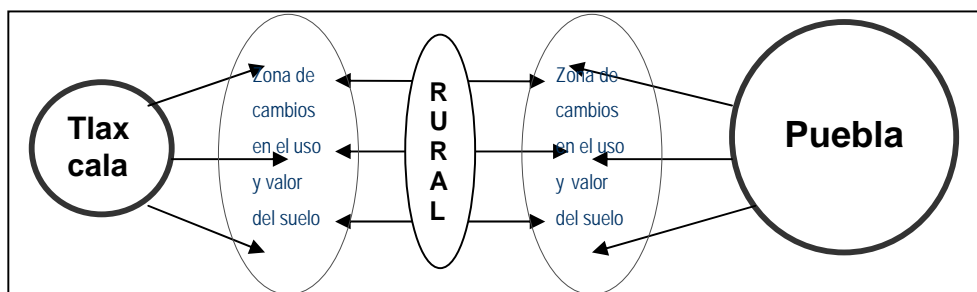 Tlax
cala
Zona de
cambios
en el uso
y valor
del suelo
R
U
R
A
L
Zona de
cambios
en el uso
y valor
del suelo
Puebla